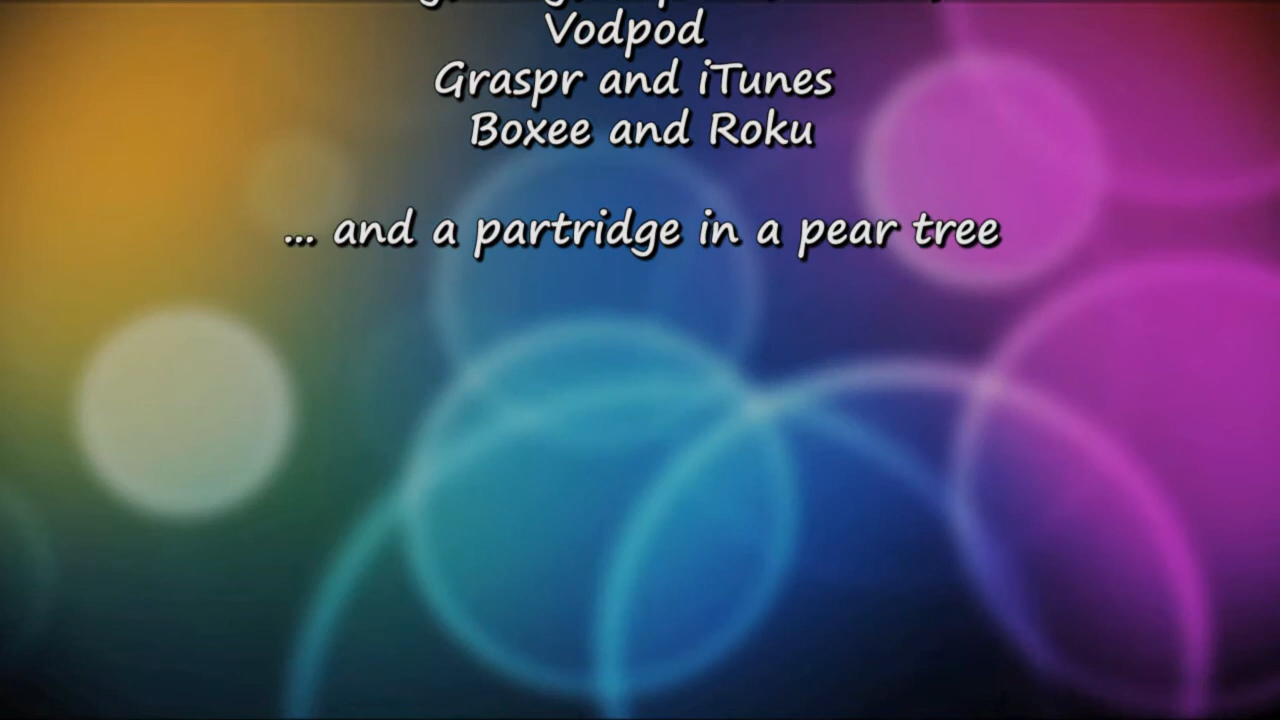 Vodpod
Graspr and iTunes
Boxee and Roku
... and a partridge in a pear tree